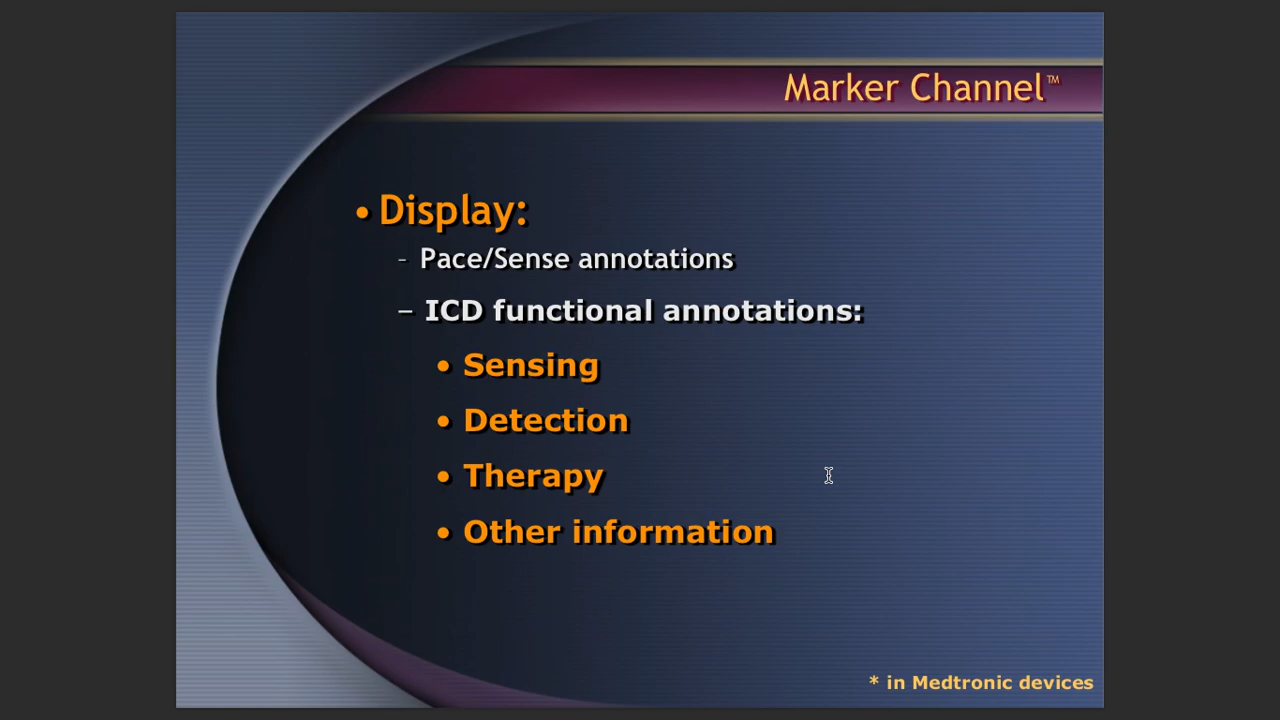 Marker Channel™
• Display:
– Pace/Sense annotations
– ICD functional annotations:
• Sensing
• Detection
• Therapy
• Other information
* in Medtronic devices